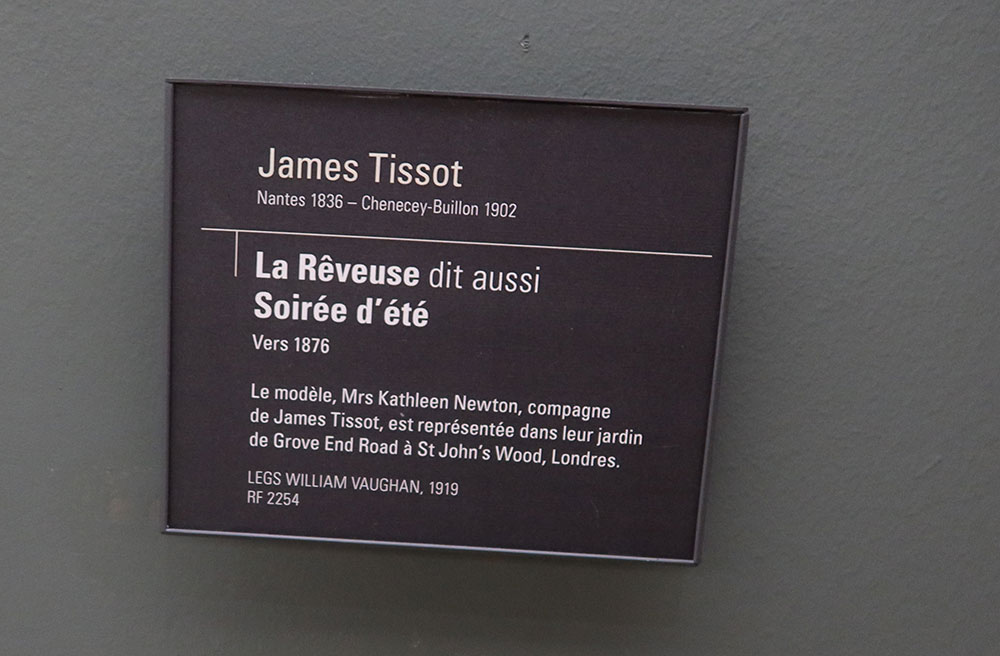 James Tissot
Nantes 1836 – Chenecey-Buillon 1902
La Rêveuse dit aussi
Soirée d'été
Vers 1876
Le modèle, Mrs Kathleen Newton, compagne
de James Tissot, est représentée dans leur jardin
de Grove End Road à St John's Wood, Londres.
LEGS WILLIAM VAUGHAN, 1919
RF 2254